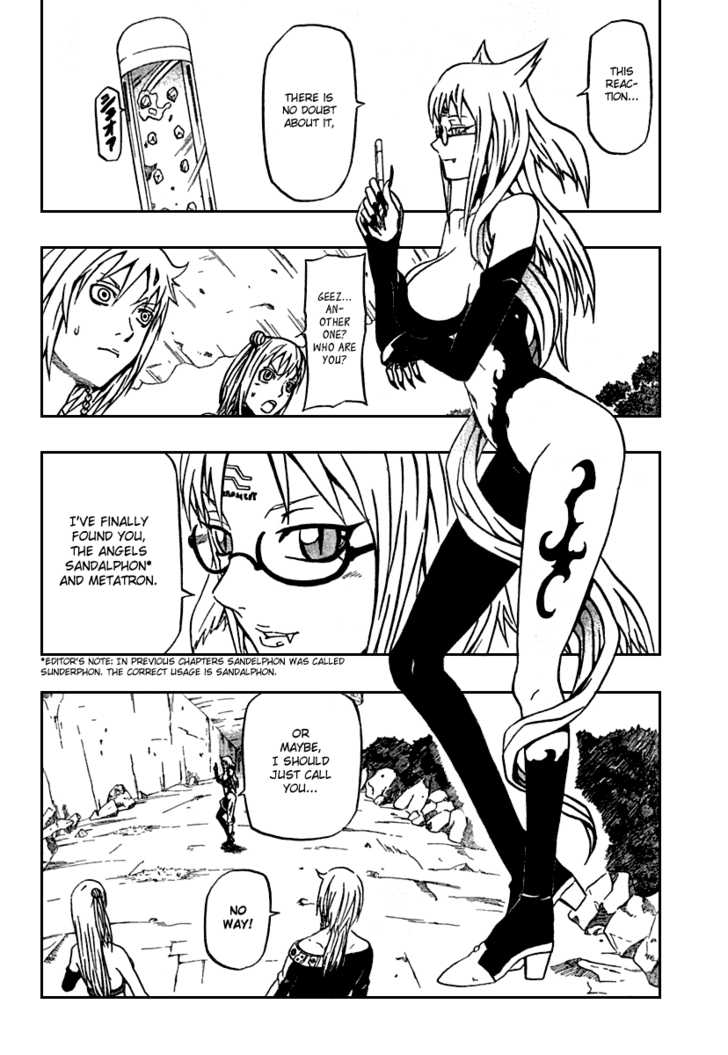 THIS
REAC-
TION...
THERE IS
NO DOUBT
ABOUT IT,
GEEZ...
AN-
OTHER
ONE?
WHO ARE
YOU?
I'VE FINALLY
FOUND YOU,
THE ANGELS
SANDALPHON*
AND METATRON.
*EDITOR'S NOTE: IN PREVIOUS CHAPTERS SANDELPHON WAS CALLED
SUNDERPHON. THE CORRECT USAGE IS SANDALPHON.
OR
MAYBE,
I SHOULD
JUST CALL
YOU...
NO
WAY!